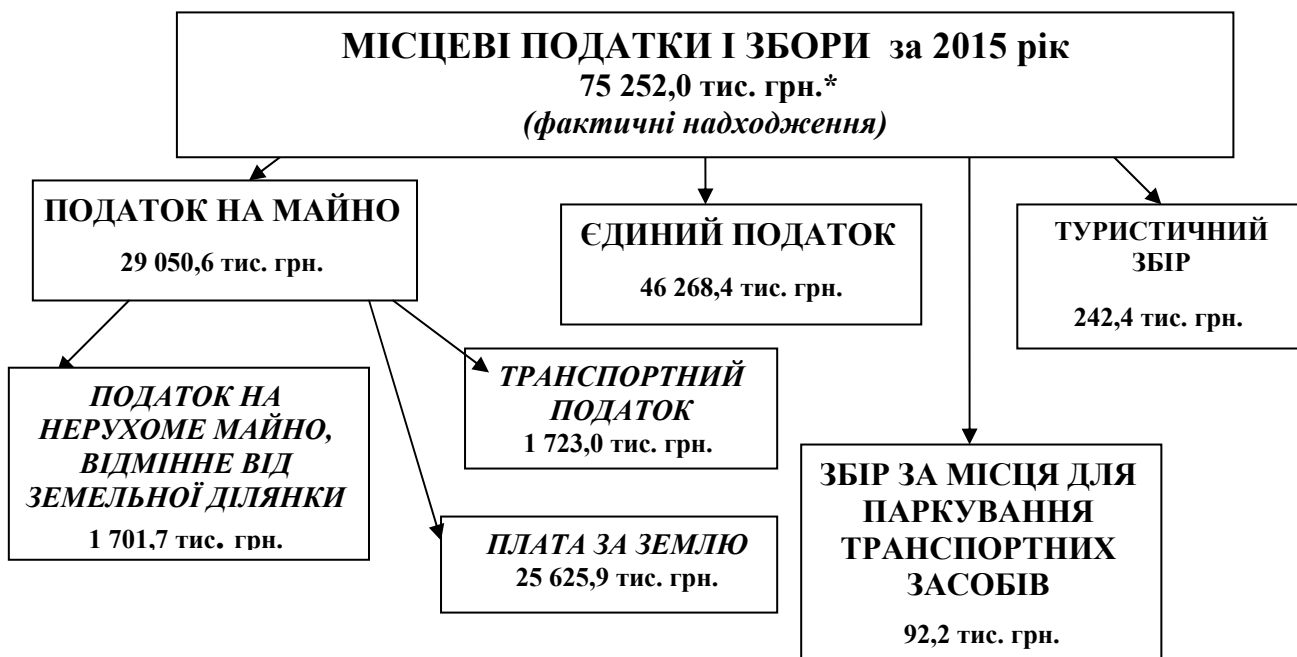 МІСЦЕВІ ПОДАТКИ І ЗБОРИ за 2015 рік
75 252,0 тис. грн.*
(фактичні надходження)
ПОДАТОК НА МАЙНО
29 050,6 тис. грн.
ЄДИНИЙ ПОДАТОК
46 268,4 тис. грн.
ТУРИСТИЧНИЙ
ЗБІР
242,4 тис. грн.
ПОДАТОК НА
НЕРУХОМЕ МАЙНО,
ВІДМІННЕ ВІД
ЗЕМЕЛЬНОЇ ДІЛЯНКИ
1 701,7 тис. грн.
ТРАНСПОРТНИЙ
ПОДАТОК
1 723,0 тис. грн.
ПЛАТА ЗА ЗЕМЛЮ
25 625,9 тис. грн.
ЗБІР ЗА МІСЦЯ ДЛЯ
ПАРКУВАННЯ
ТРАНСПОРТНИХ
ЗАСОБІВ
92,2 тис. грн.